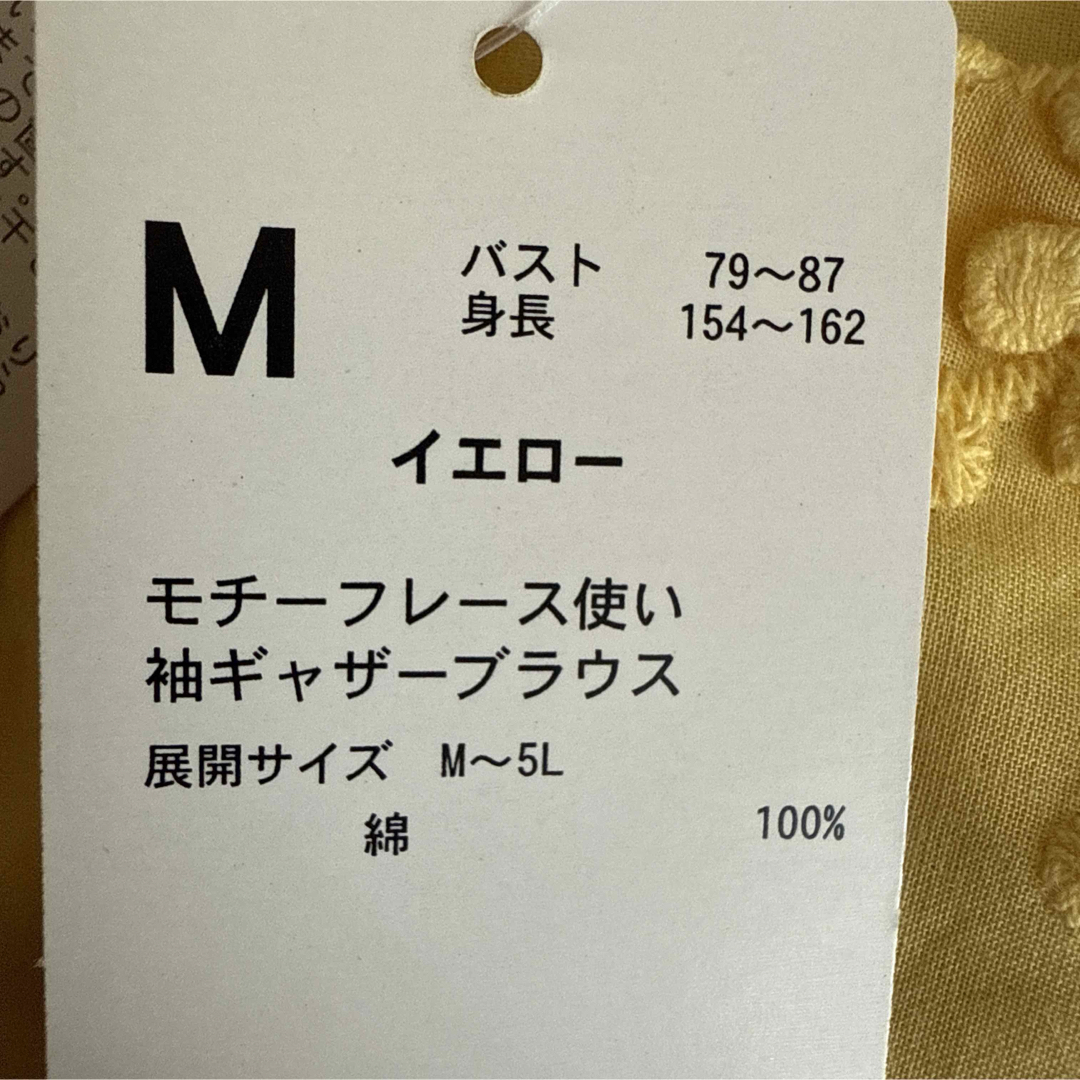 M
バスト 79～87
身長 154～162
イエロー
モチーフレース使い
袖ギャザーブラウス
展開サイズ M～5L
綿 100%